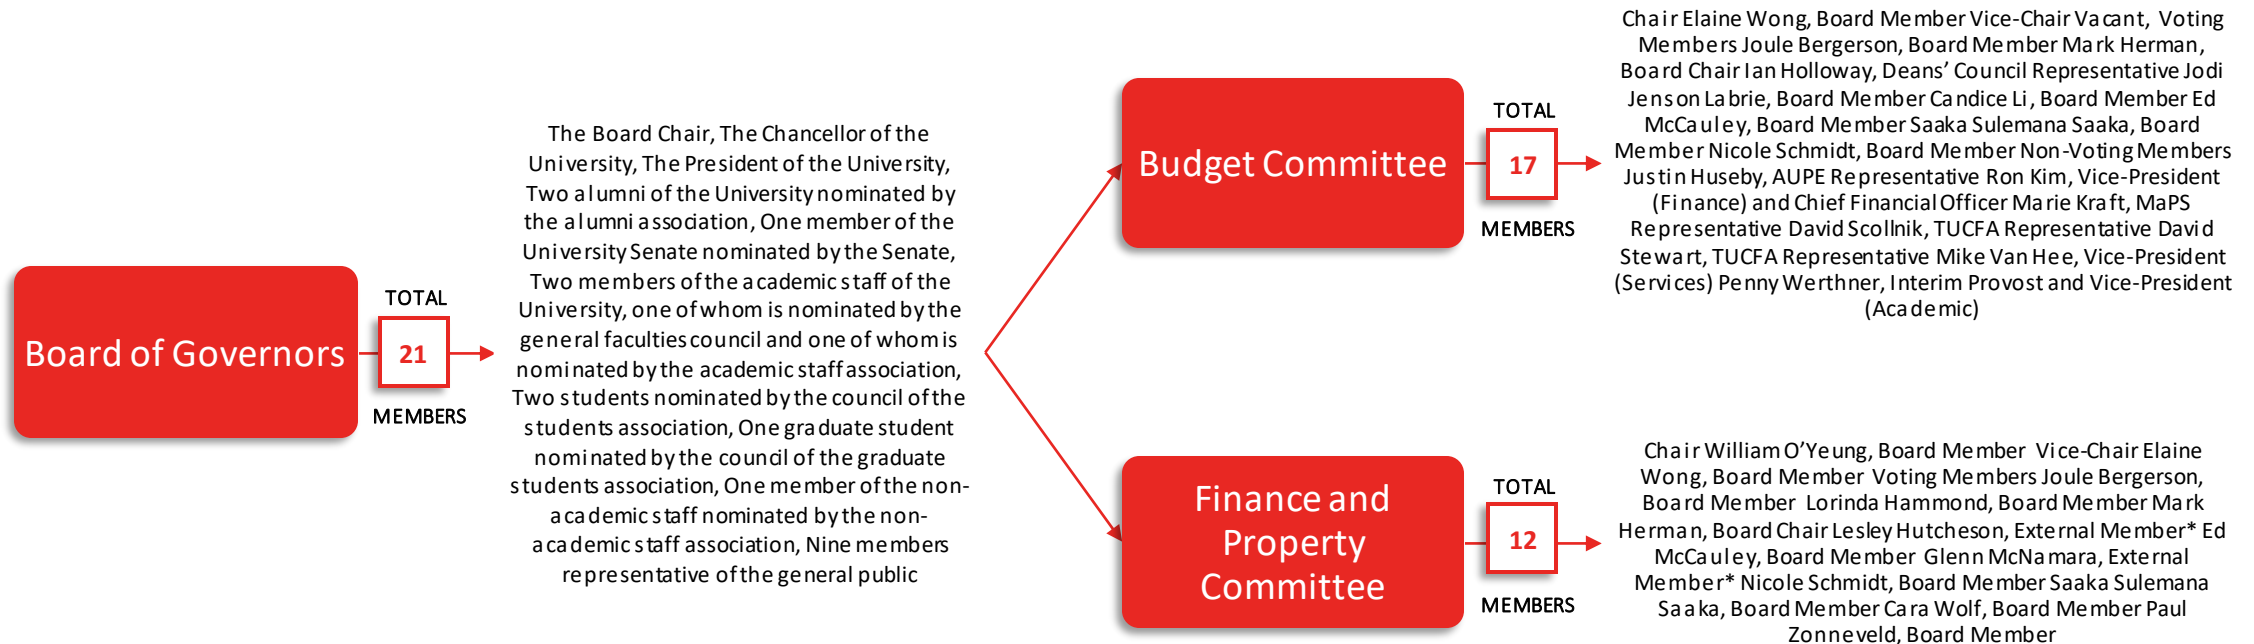 Board of Governors
TOTAL
21
MEMBERS
The Board Chair, The Chancellor of the
University, The President of the University,
Two alumni of the University nominated by
the alumni association, One member of the
University Senate nominated by the Senate,
Two members of the academic staff of the
University, one of whom is nominated by the
general faculties council and one of whom is
nominated by the academic staff association,
Two students nominated by the council of the
students association, One graduate student
nominated by the council of the graduate
students association, One member of the non-
academic staff nominated by the non-
academic staff association, Nine members
representative of the general public
Budget Committee
TOTAL
17
MEMBERS
Chair Elaine Wong, Board Member Vice-Chair Vacant, Voting
Members Joule Bergerson, Board Member Mark Herman,
Board Chair Ian Holloway, Deans’ Council Representative Jodi
Jenson Labrie, Board Member Candice Li, Board Member Ed
McCauley, Board Member Saaka Sulemana Saaka, Board
Member Nicole Schmidt, Board Member Non-Voting Members
Justin Huseby, AUPE Representative Ron Kim, Vice-President
(Finance) and Chief Financial Officer Marie Kraft, MaPS
Representative David Scollnik, TUCFA Representative David
Stewart, TUCFA Representative Mike Van Hee, Vice-President
(Services) Penny Werthner, Interim Provost and Vice-President
(Academic)
Finance and
Property
Committee
TOTAL
12
MEMBERS
Chair William O’Yeung, Board Member Vice-Chair Elaine
Wong, Board Member Voting Members Joule Bergerson,
Board Member Lorinda Hammond, Board Member Mark
Herman, Board Chair Lesley Hutcheson, External Member* Ed
McCauley, Board Member Glenn McNamara, External
Member* Nicole Schmidt, Board Member Saaka Sulemana
Saaka, Board Member Cara Wolf, Board Member Paul
Zonneveld, Board Member